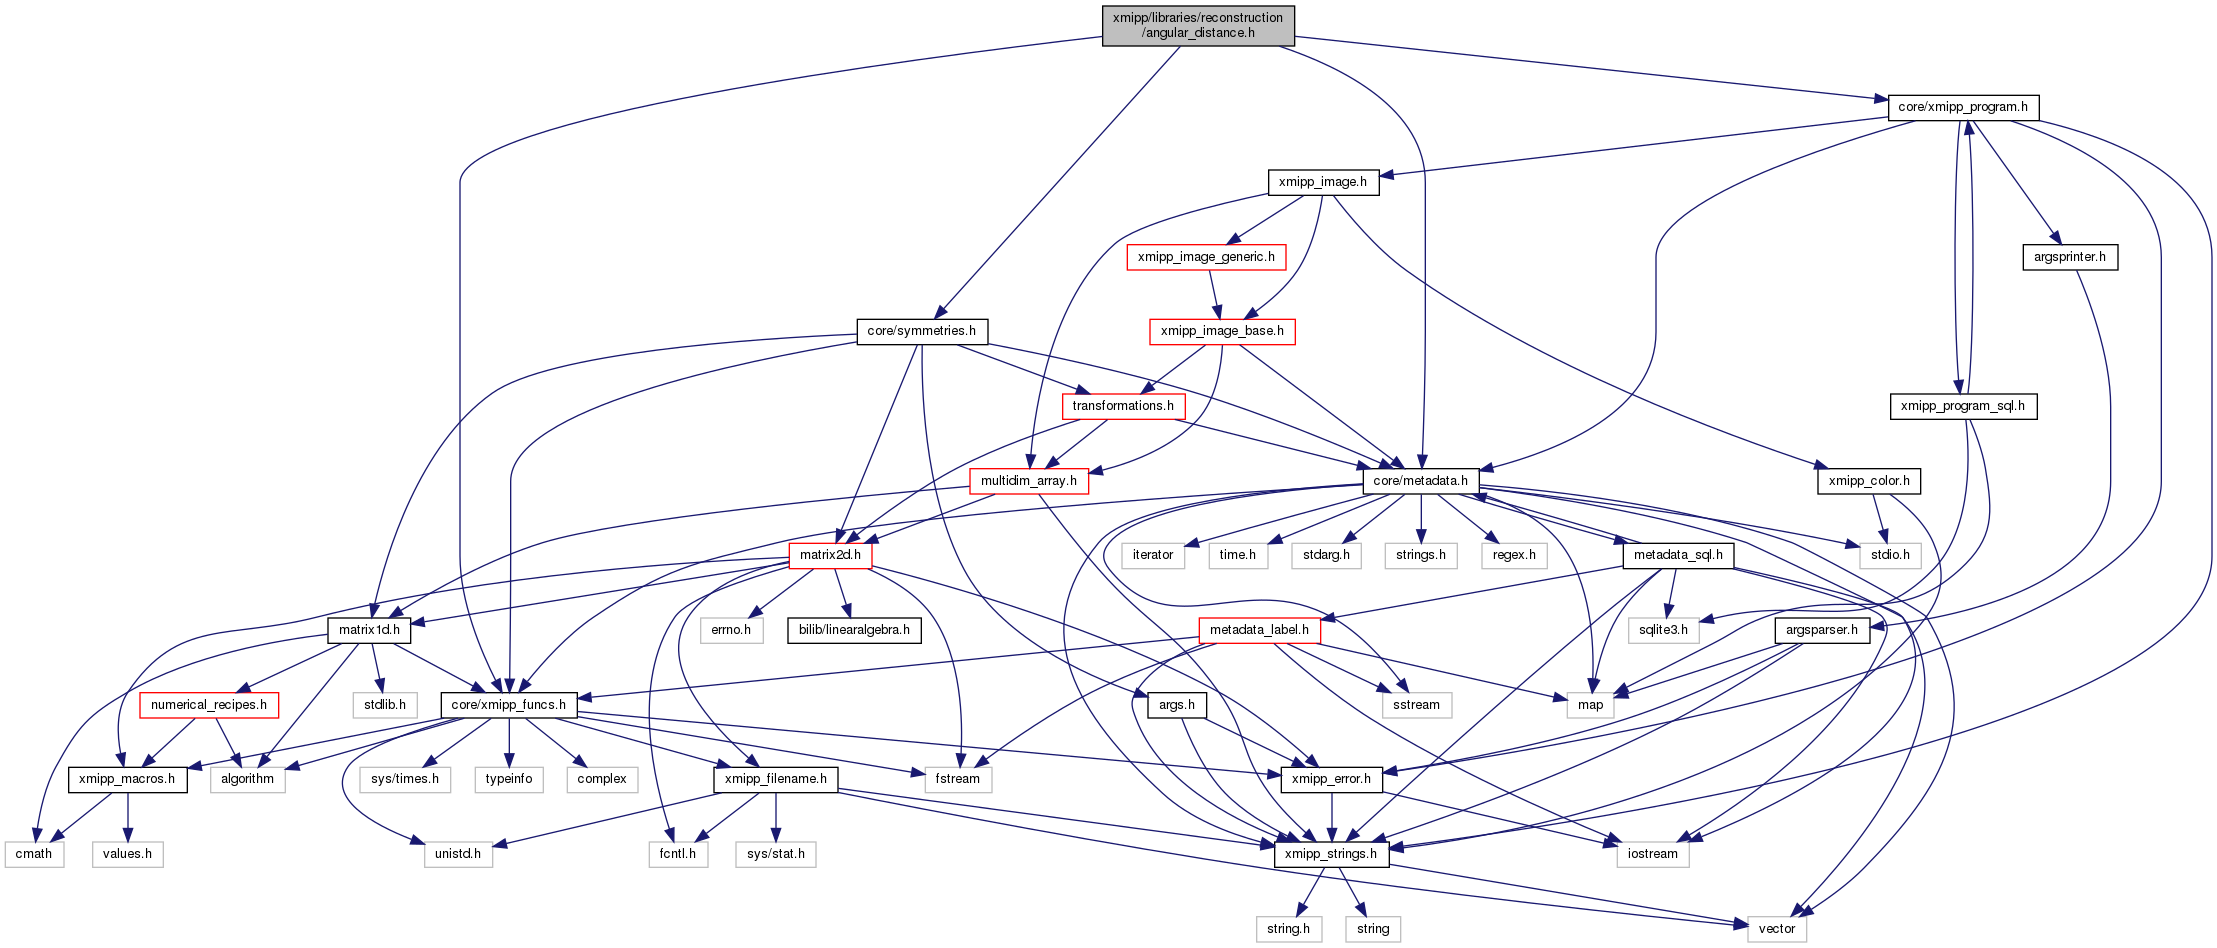 xmipp/libraries/reconstruction
/angular_distance.h
core/xmipp_program.h
xmipp_image.h
xmipp_image_generic.h
argsprinter.h
core/symmetries.h
xmipp_image_base.h
transformations.h
xmipp_program_sql.h
multidim_array.h
core/metadata.h
xmipp_color.h
matrix2d.h
iterator
time.h
stdarg.h
strings.h
regex.h
metadata_sql.h
stdio.h
matrix1d.h
errno.h
bilib/linearalgebra.h
metadata_label.h
sqlite3.h
argsparser.h
numerical_recipes.h
stdlib.h
core/xmipp_funcs.h
args.h
sstream
map
xmipp_macros.h
algorithm
sys/times.h
typeinfo
complex
xmipp_filename.h
fstream
xmipp_error.h
cmath
values.h
unistd.h
fcntl.h
sys/stat.h
xmipp_strings.h
iostream
string.h
string
vector